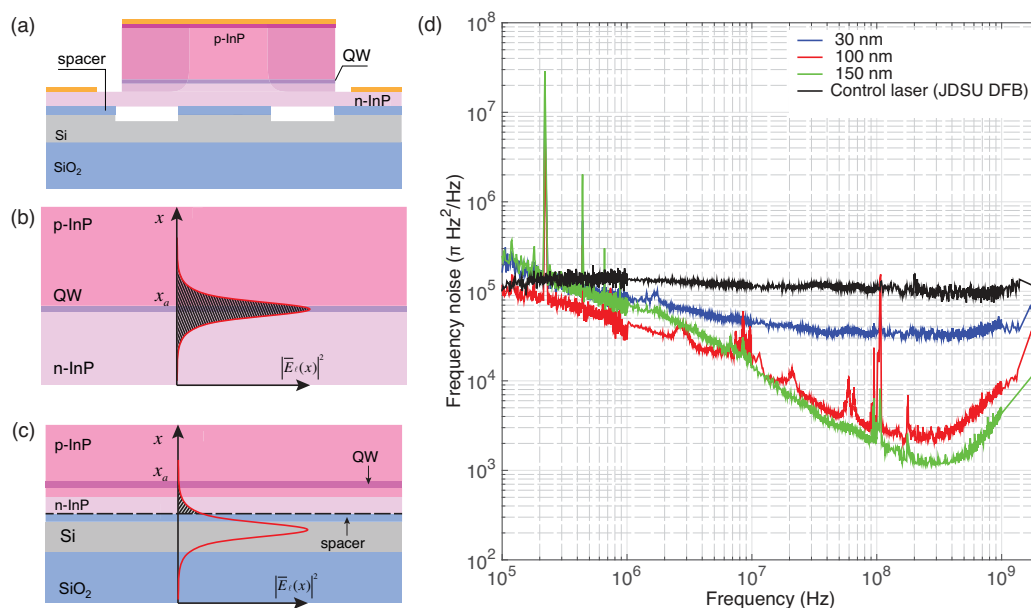 (a)
p-InP
QW
spacer
n-InP
Si
SiO₂
(b)
x
p-InP
QW
xₐ
n-InP
|E̅ₜ(x)|²
(c)
x
p-InP
QW
xₐ
n-InP
Si
spacer
SiO₂
|E̅ₜ(x)|²
(d)
30 nm
100 nm
150 nm
Control laser (JDSU DFB)
Frequency noise (π Hz²/Hz)
10⁸
10⁷
10⁶
10⁵
10⁴
10³
10²
10⁵ 10⁶ 10⁷ 10⁸ 10⁹
Frequency (Hz)